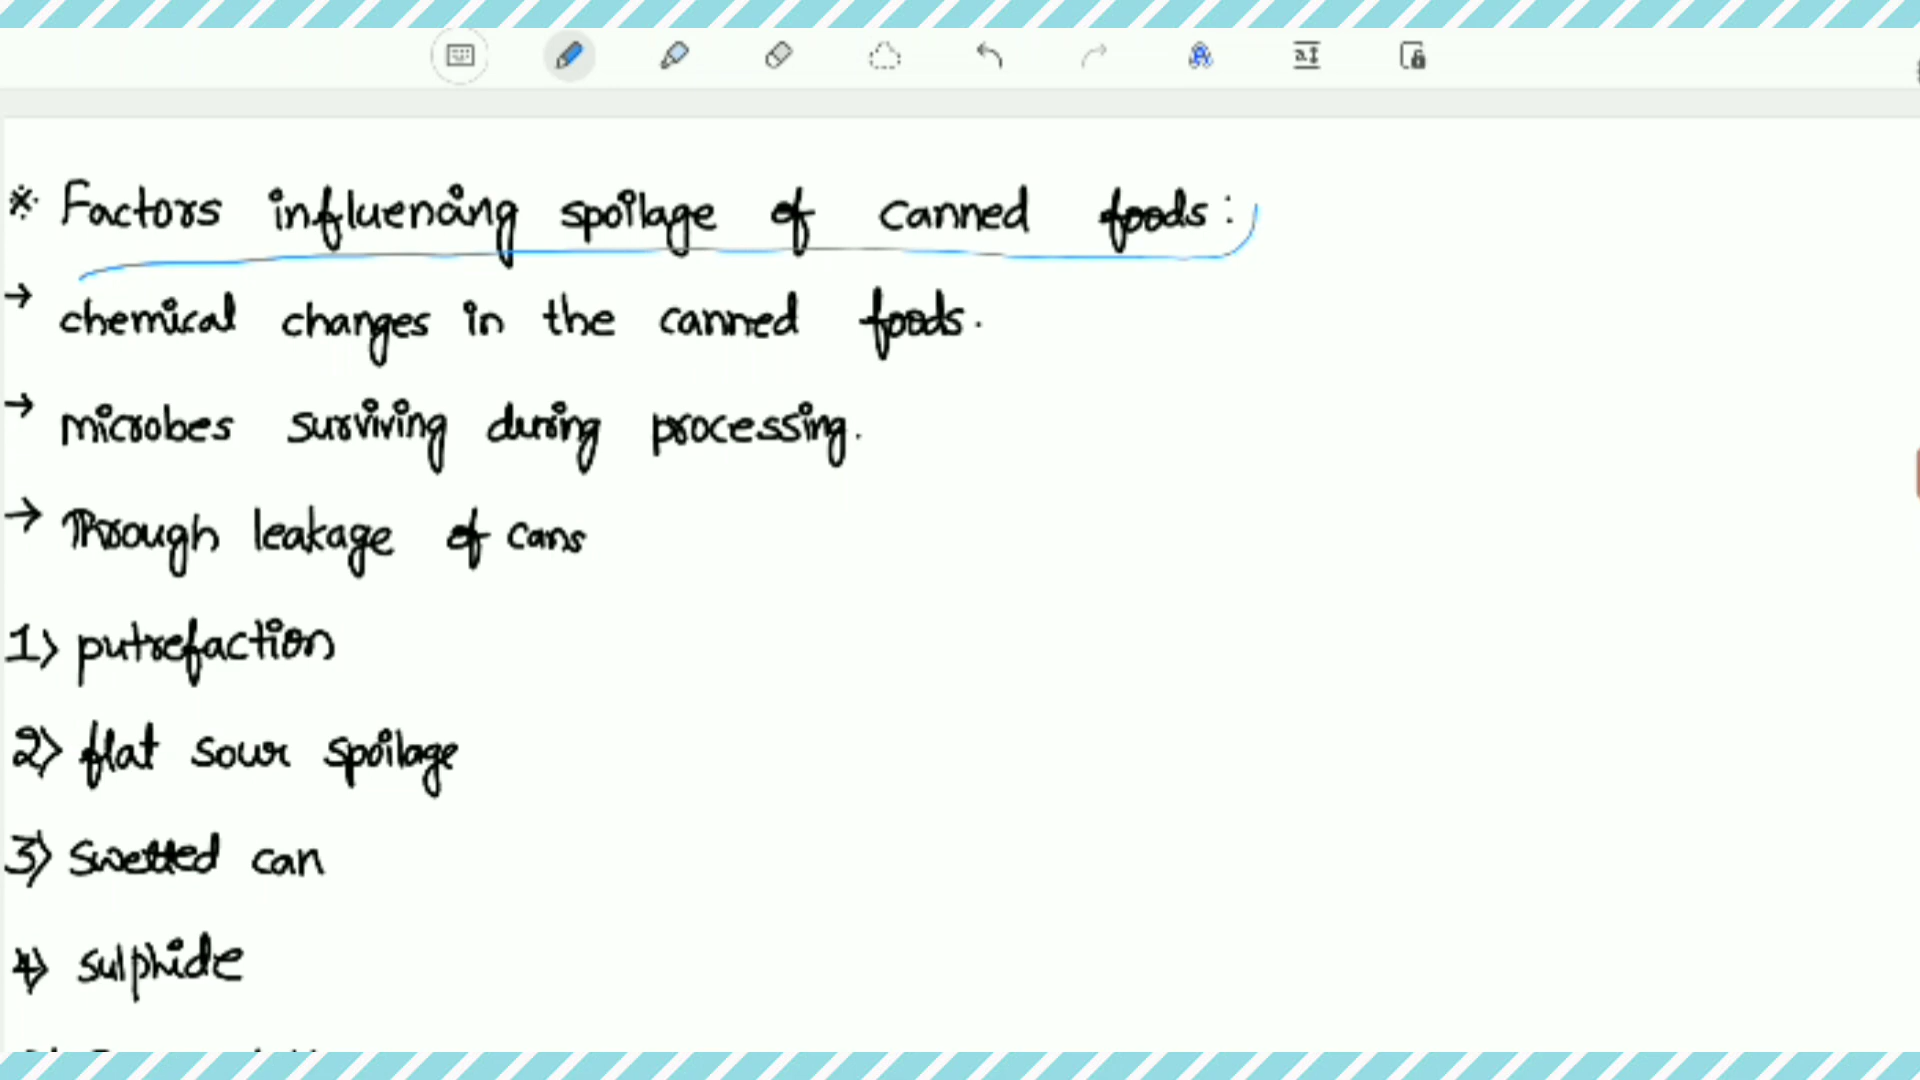 ※ Factors influencing spoilage of canned foods:
→ chemical changes in the canned foods.
→ microbes surviving during processing.
→ Through leakage of cans
1) putrefaction
2) flat sour spoilage
3) swetted can
4) sulphide